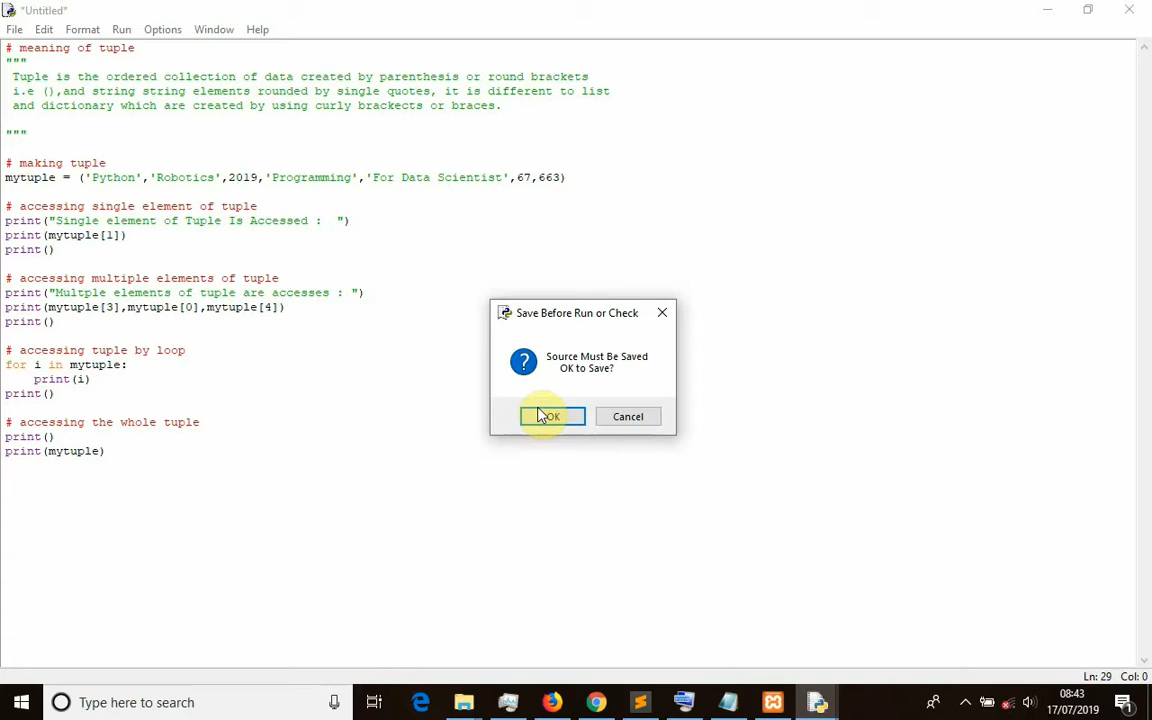 *Untitled*
File Edit Format Run Options Window Help
# meaning of tuple
"""
Tuple is the ordered collection of data created by parenthesis or round brackets
i.e (),and string string elements rounded by single quotes, it is different to list
and dictionary which are created by using curly brackects or braces.
"""
# making tuple
mytuple = ('Python','Robotics',2019,'Programming','For Data Scientist',67,663)
# accessing single element of tuple
print("Single element of Tuple Is Accessed :  ")
print(mytuple[1])
print()
# accessing multiple elements of tuple
print("Multple elements of tuple are accesses : ")
print(mytuple[3],mytuple[0],mytuple[4])
print()
# accessing tuple by loop
for i in mytuple:
    print(i)
print()
# accessing the whole tuple
print()
print(mytuple)
Save Before Run or Check
Source Must Be Saved
OK to Save?
OK Cancel
Ln: 29 Col: 0
Type here to search
08:43
17/07/2019
1